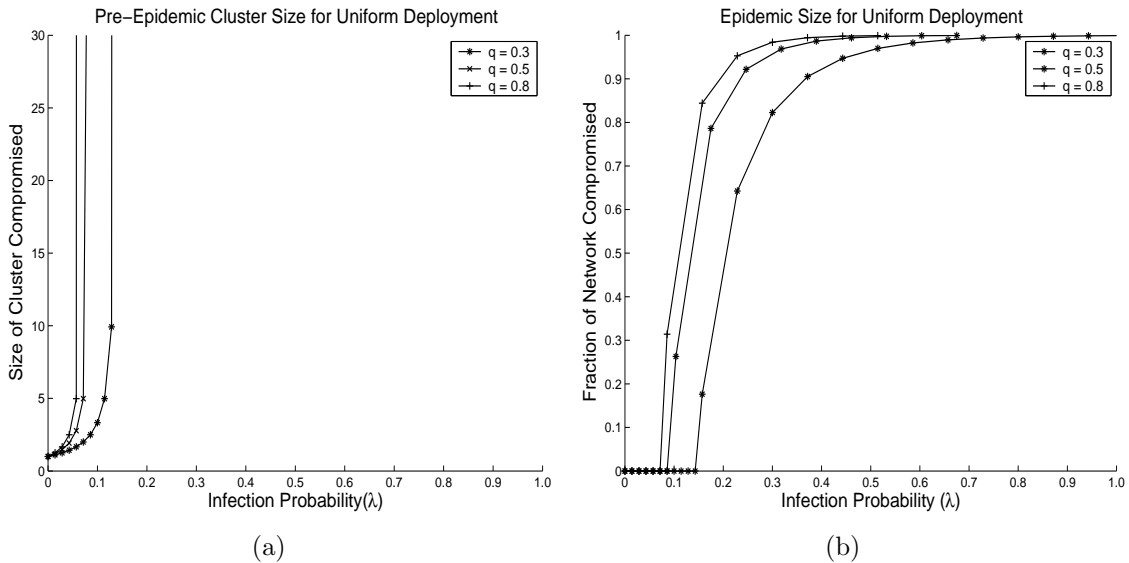 Pre-Epidemic Cluster Size for Uniform Deployment
30
25
20
15
10
5
0
Size of Cluster Compromised
q = 0.3
q = 0.5
q = 0.8
0 0.1 0.2 0.3 0.4 0.5 0.6 0.7 0.8 0.9 1.0
Infection Probability(λ)
(a)
Epidemic Size for Uniform Deployment
1
0.9
0.8
0.7
0.6
0.5
0.4
0.3
0.2
0.1
0
Fraction of Network Compromised
q = 0.3
q = 0.5
q = 0.8
0 0.1 0.2 0.3 0.4 0.5 0.6 0.7 0.8 0.9 1.0
Infection Probability (λ)
(b)